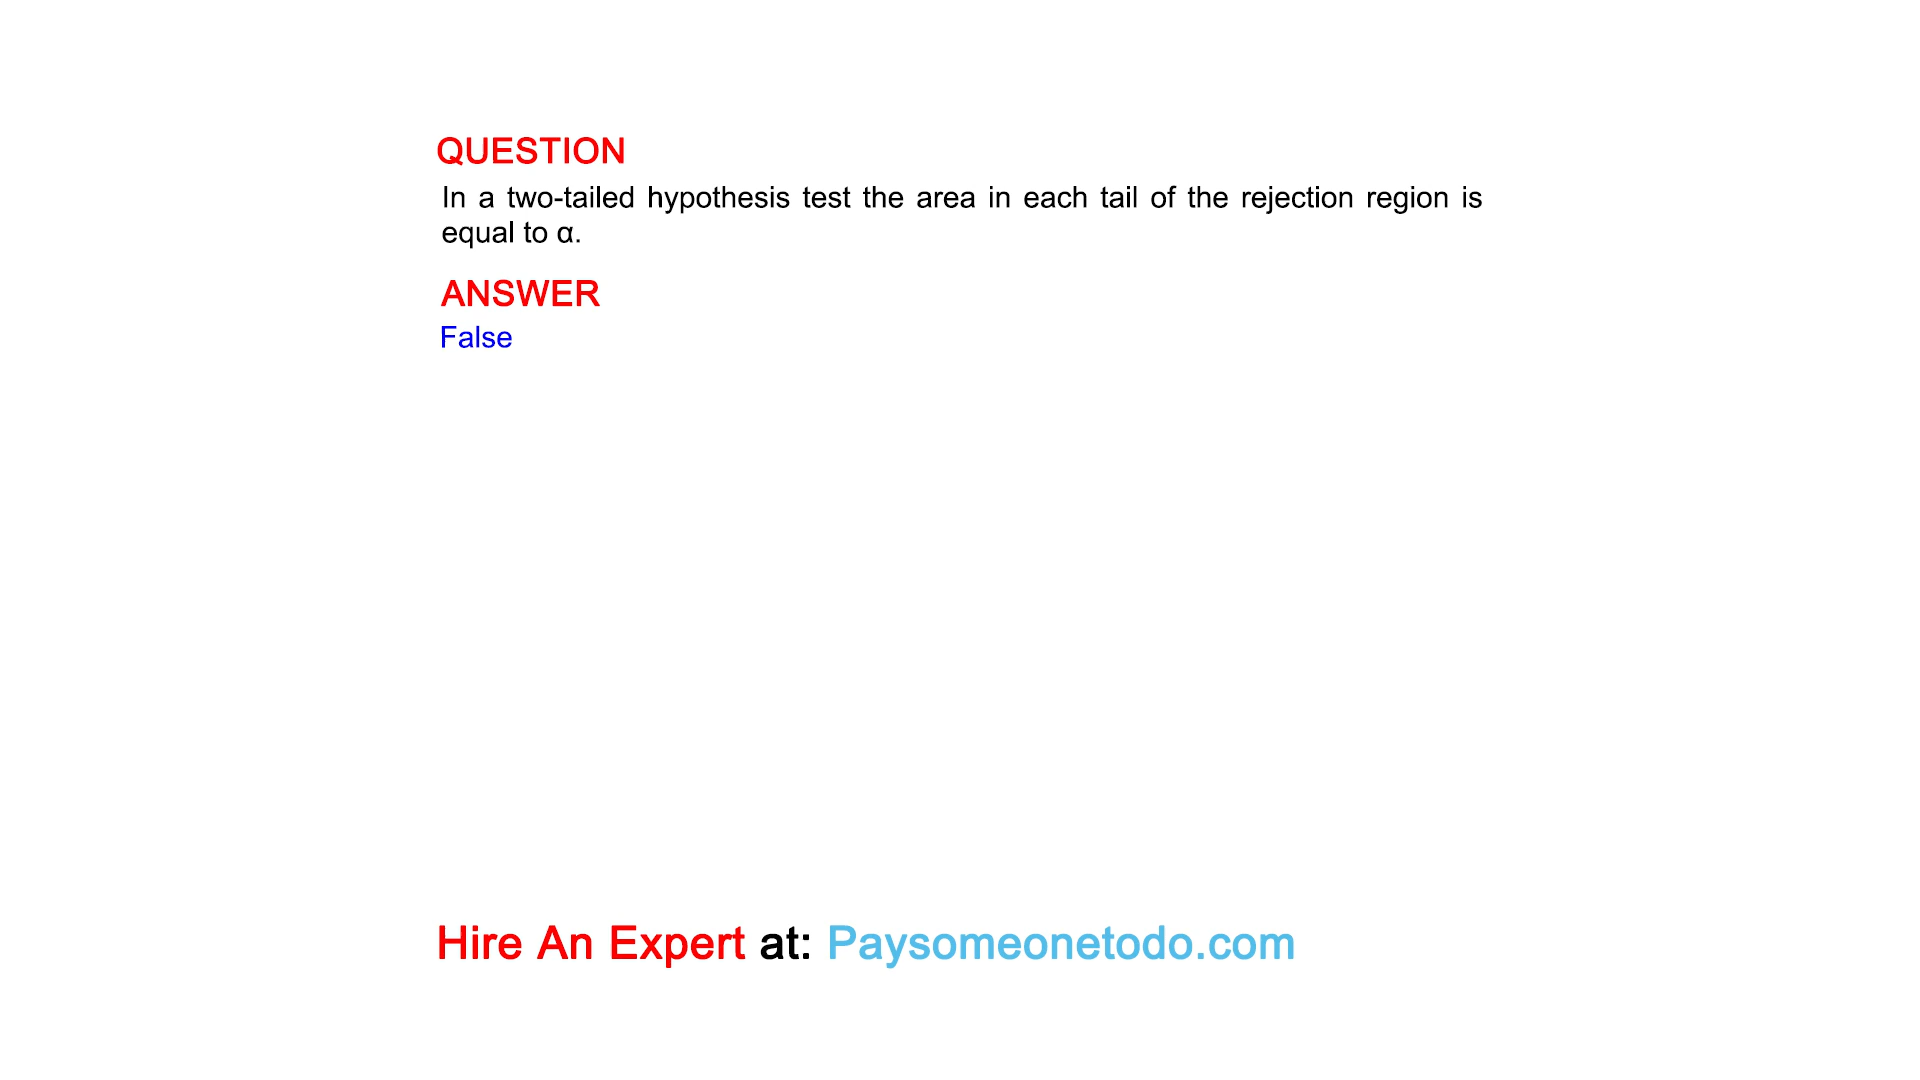 QUESTION
In a two-tailed hypothesis test the area in each tail of the rejection region is
equal to α.
ANSWER
False
Hire An Expert at: Paysomeonetodo.com